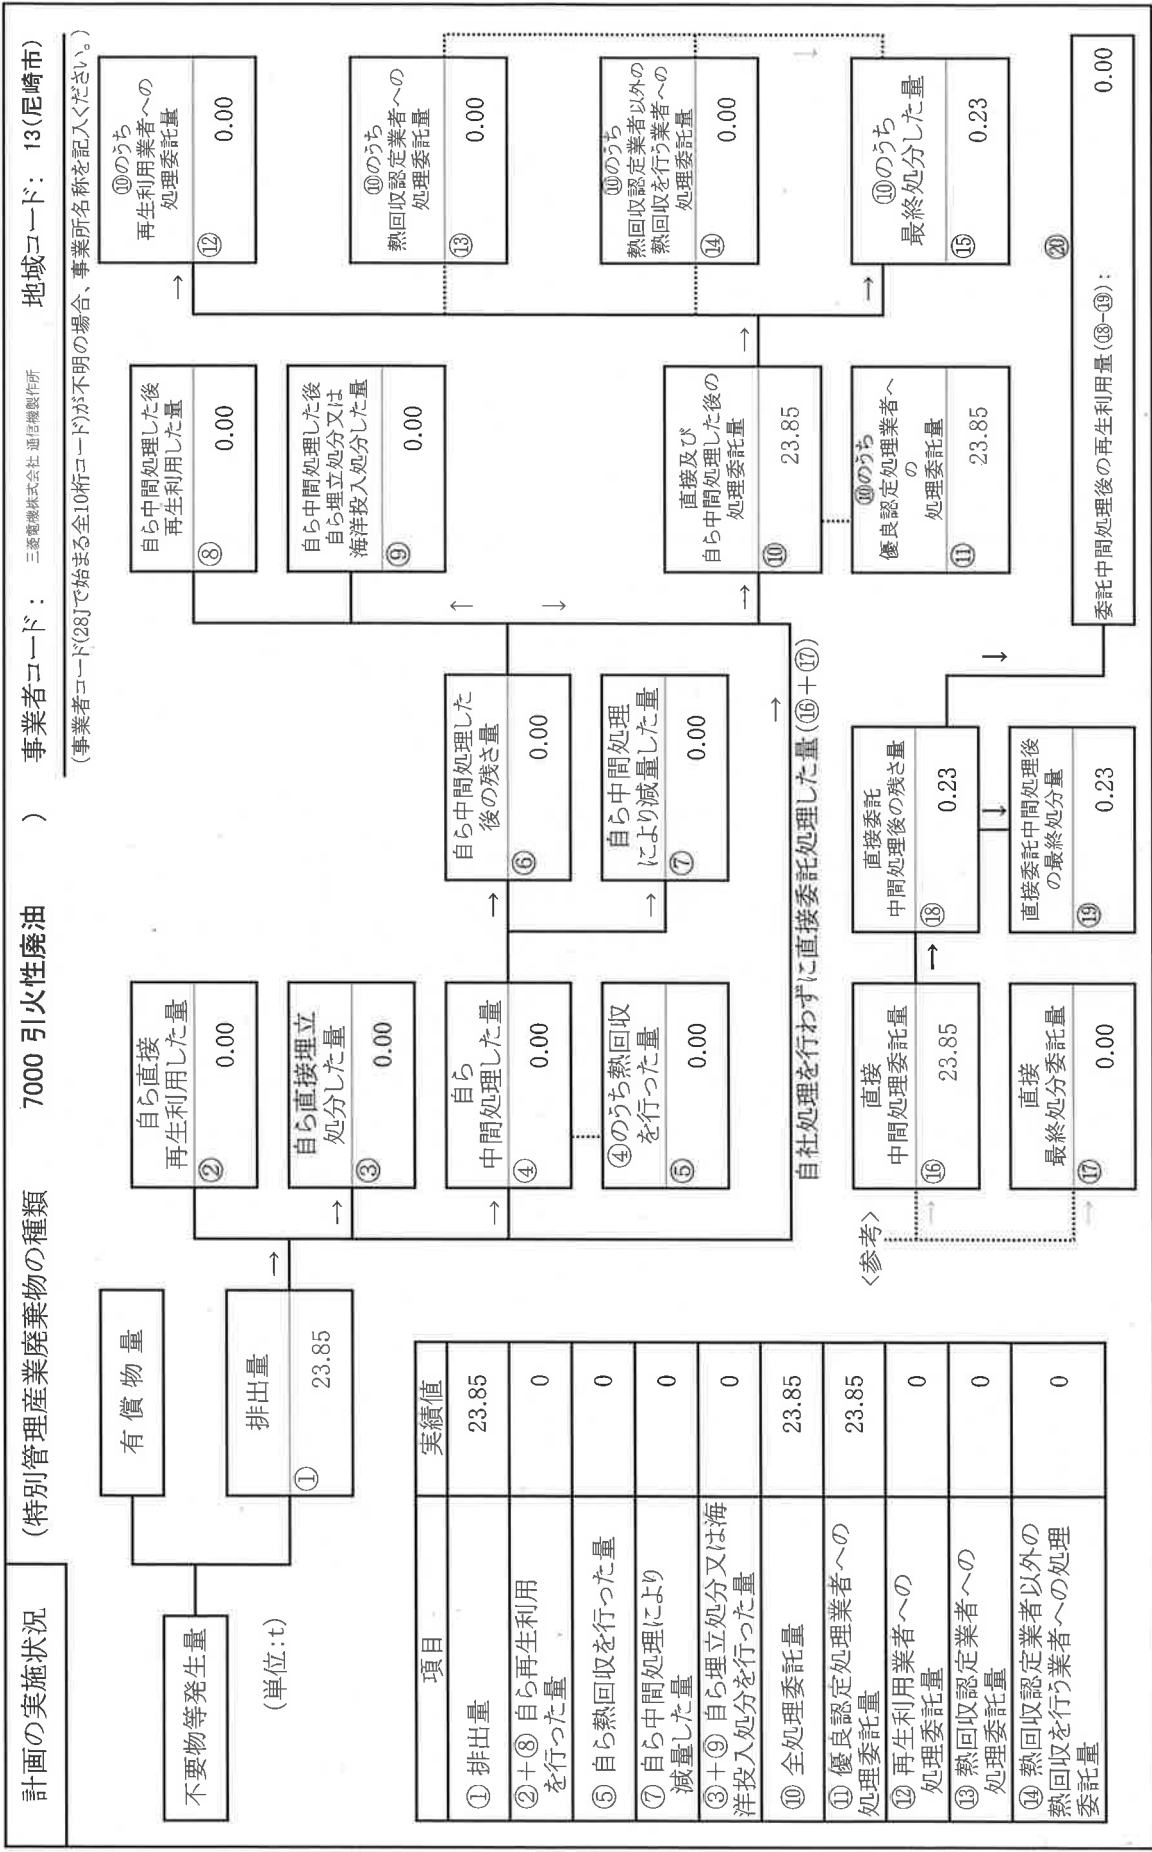 計画の実施状況
(特別管理産業廃棄物の種類 7000 引火性廃油 )
事業者コード： 三菱電機株式会社 通信機製作所 地域コード： 13(尼崎市)
(事業者コード(28Jで始まる全10桁コード)が不明の場合、事業所名称を記入ください。)
不要物等発生量
(単位:t)
有償物量
排出量
① 23.85
自ら直接
再生利用した量
② 0.00
自ら直接埋立
処分した量
③ 0.00
自ら
中間処理した量
④ 0.00
④のうち熱回収
を行った量
⑤ 0.00
自ら中間処理した
後の残さ量
⑥ 0.00
自ら中間処理
により減量した量
⑦ 0.00
自ら中間処理した後
再生利用した量
⑧ 0.00
自ら中間処理した後
自ら埋立処分又は
海洋投入処分した量
⑨ 0.00
直接及び
自ら中間処理した後の
処理委託量
⑩ 23.85
⑩のうち
優良認定処理業者へ
の
処理委託量
⑪ 23.85
⑩のうち
再生利用業者への
処理委託量
⑫ 0.00
⑩のうち
熱回収認定業者への
処理委託量
⑬ 0.00
⑩のうち
熱回収認定業者以外の
熱回収を行う業者への
処理委託量
⑭ 0.00
⑩のうち
最終処分した量
⑮ 0.23
自社処理を行わずに直接委託処理した量(⑯＋⑰)
<参考>
直接
中間処理委託量
⑯ 23.85
直接
最終処分委託量
⑰ 0.00
直接委託
中間処理後の残さ量
⑱ 0.23
直接委託中間処理後
の最終処分量
⑲ 0.23
⑳
委託中間処理後の再生利用量(⑱-⑲)： 0.00
項目 実績値
① 排出量 23.85
②＋⑧ 自ら再生利用
を行った量 0
⑤ 自ら熱回収を行った量 0
⑦ 自ら中間処理により
減量した量 0
③＋⑨ 自ら埋立処分又は海
洋投入処分を行った量 0
⑩ 全処理委託量 23.85
⑪ 優良認定処理業者への
処理委託量 23.85
⑫ 再生利用業者への
処理委託量 0
⑬ 熱回収認定業者への
処理委託量 0
⑭ 熱回収認定業者以外の
熱回収を行う業者への処理
委託量 0